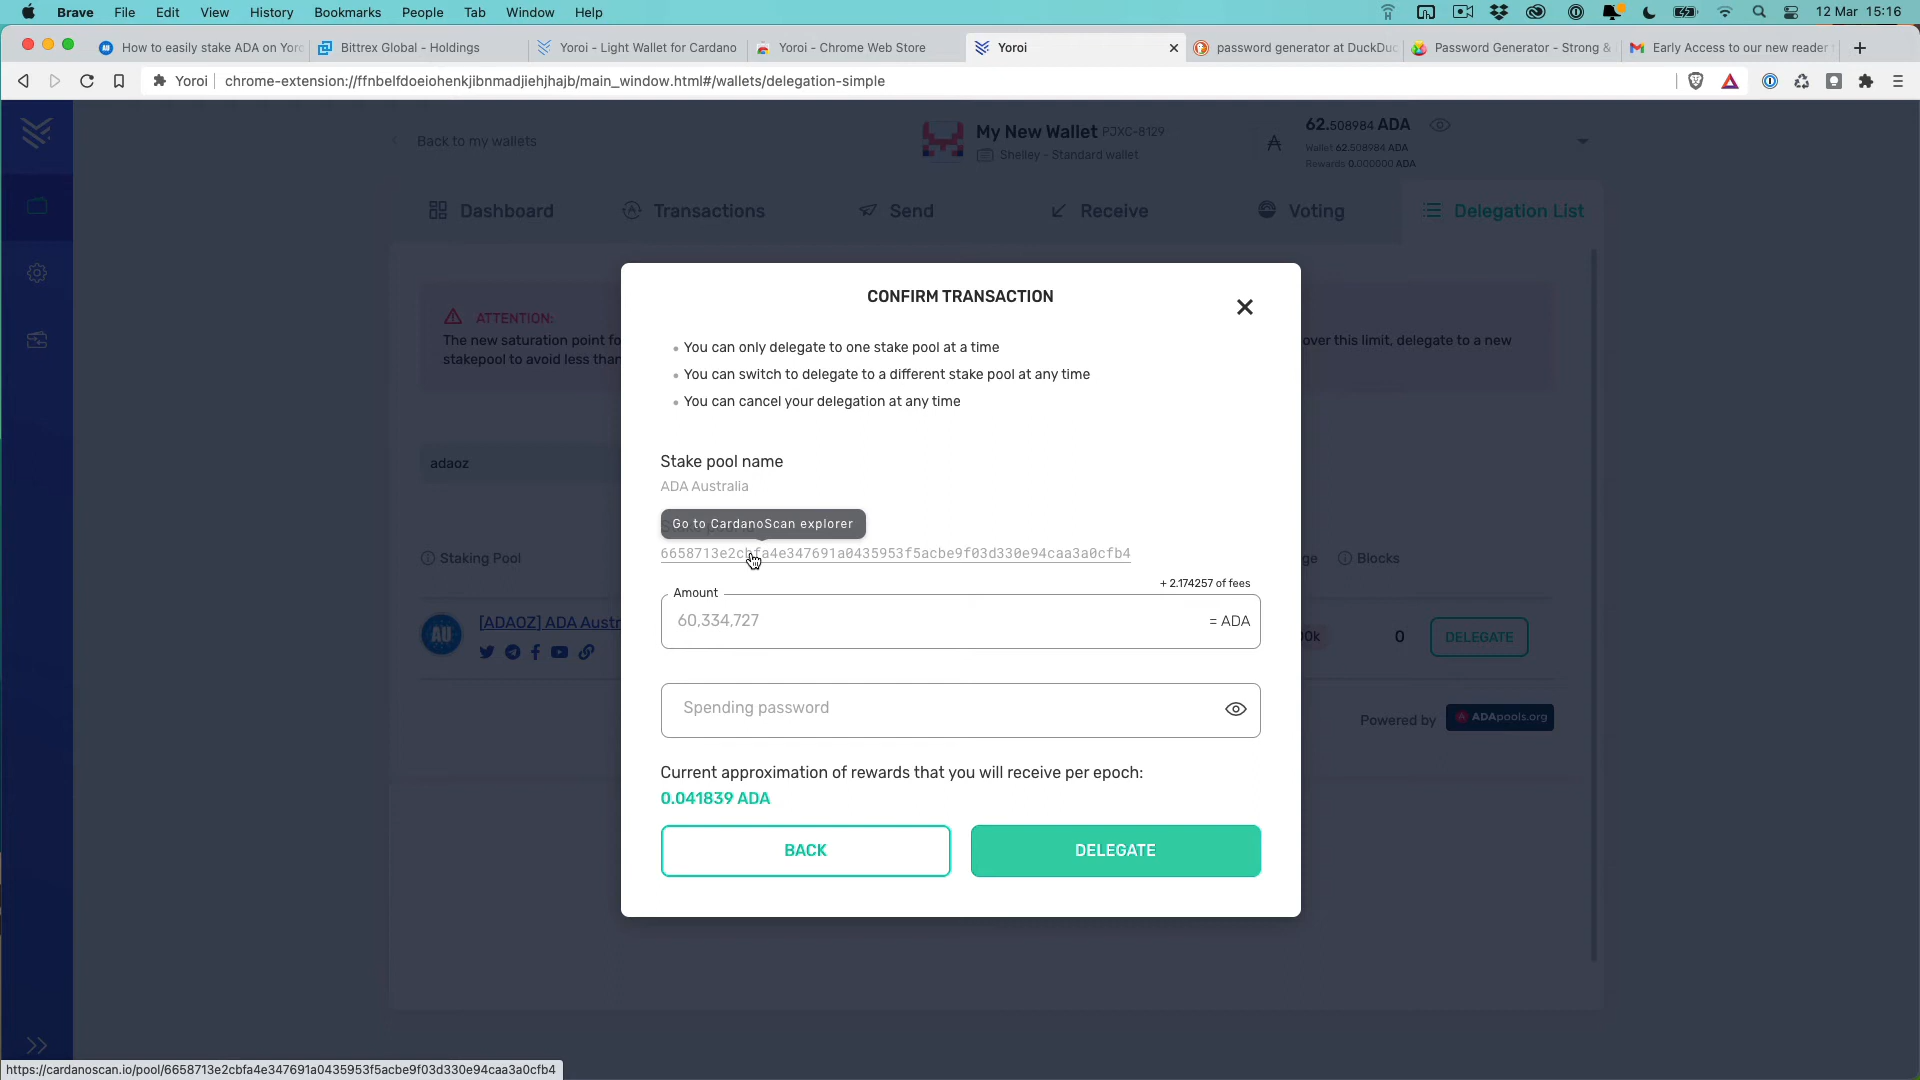 Brave File Edit View History Bookmarks People Tab Window Help 12 Mar 15:16
How to easily stake ADA on Yoro
Bittrex Global - Holdings
Yoroi - Light Wallet for Cardano
Yoroi - Chrome Web Store
Yoroi
password generator at DuckDuc
Password Generator - Strong &
Early Access to our new reader
Yoroi chrome-extension://ffnbelfdoeiohenkjibnmadjiehjhajb/main_window.html#/wallets/delegation-simple
Back to my wallets
My New Wallet PJXC-8129
Shelley - Standard wallet
62.508984 ADA
Wallet 62.508984 ADA
Rewards 0.000000 ADA
Dashboard Transactions Send Receive Voting Delegation List
ATTENTION:
The new saturation point fo
over this limit, delegate to a new
stakepool to avoid less than
adaoz
CONFIRM TRANSACTION
You can only delegate to one stake pool at a time
You can switch to delegate to a different stake pool at any time
You can cancel your delegation at any time
Stake pool name
ADA Australia
Go to CardanoScan explorer
6658713e2cbfa4e347691a0435953f5acbe9f03d330e94caa3a0cfb4
+ 2.174257 of fees
Amount
60,334,727
= ADA
Spending password
Current approximation of rewards that you will receive per epoch:
0.041839 ADA
BACK
DELEGATE
Staking Pool
ge Blocks
AU
[ADAOZ] ADA Austr
00k
0
DELEGATE
Powered by ADApools.org
https://cardanoscan.io/pool/6658713e2cbfa4e347691a0435953f5acbe9f03d330e94caa3a0cfb4